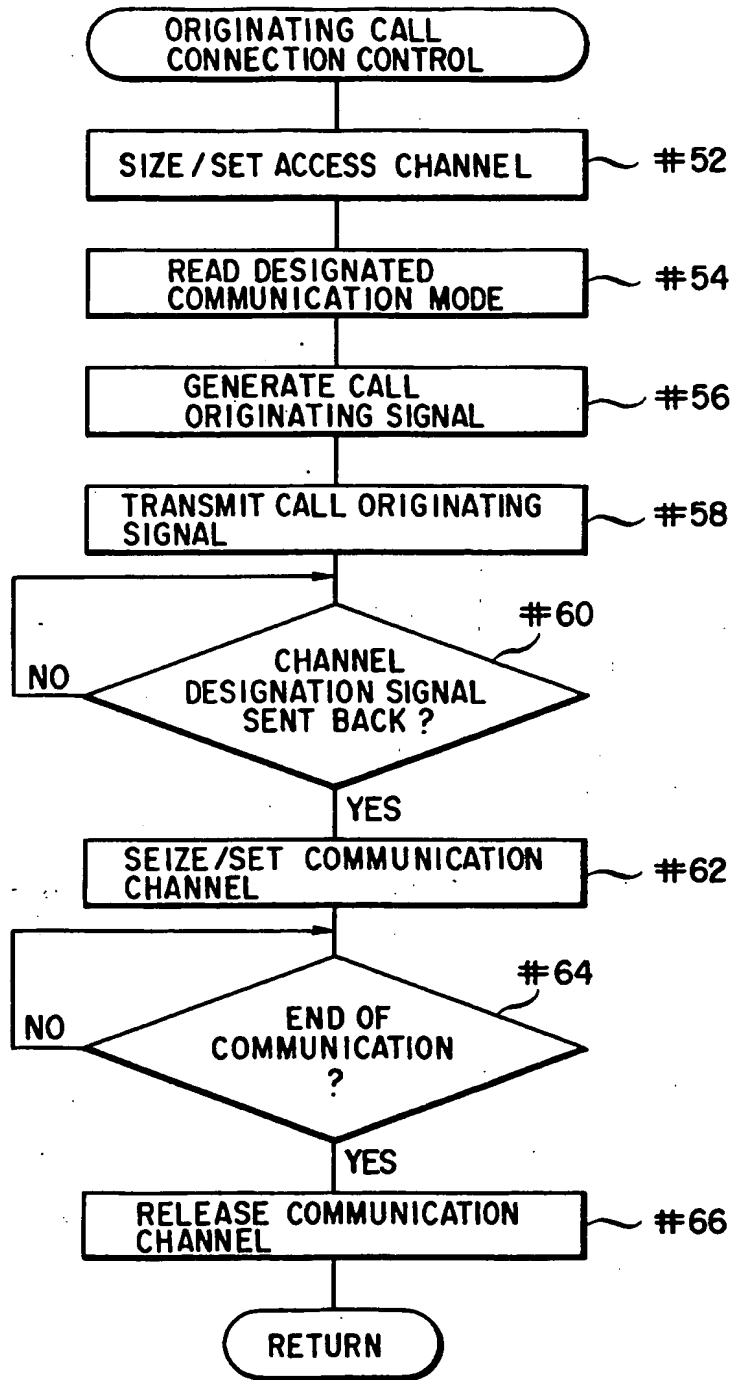 ORIGINATING CALL
CONNECTION CONTROL
SIZE/SET ACCESS CHANNEL
#52
READ DESIGNATED
COMMUNICATION MODE
#54
GENERATE CALL
ORIGINATING SIGNAL
#56
TRANSMIT CALL ORIGINATING
SIGNAL
#58
#60
CHANNEL
DESIGNATION SIGNAL
SENT BACK ?
NO
YES
SEIZE/SET COMMUNICATION
CHANNEL
#62
#64
END OF
COMMUNICATION
?
NO
YES
RELEASE COMMUNICATION
CHANNEL
#66
RETURN